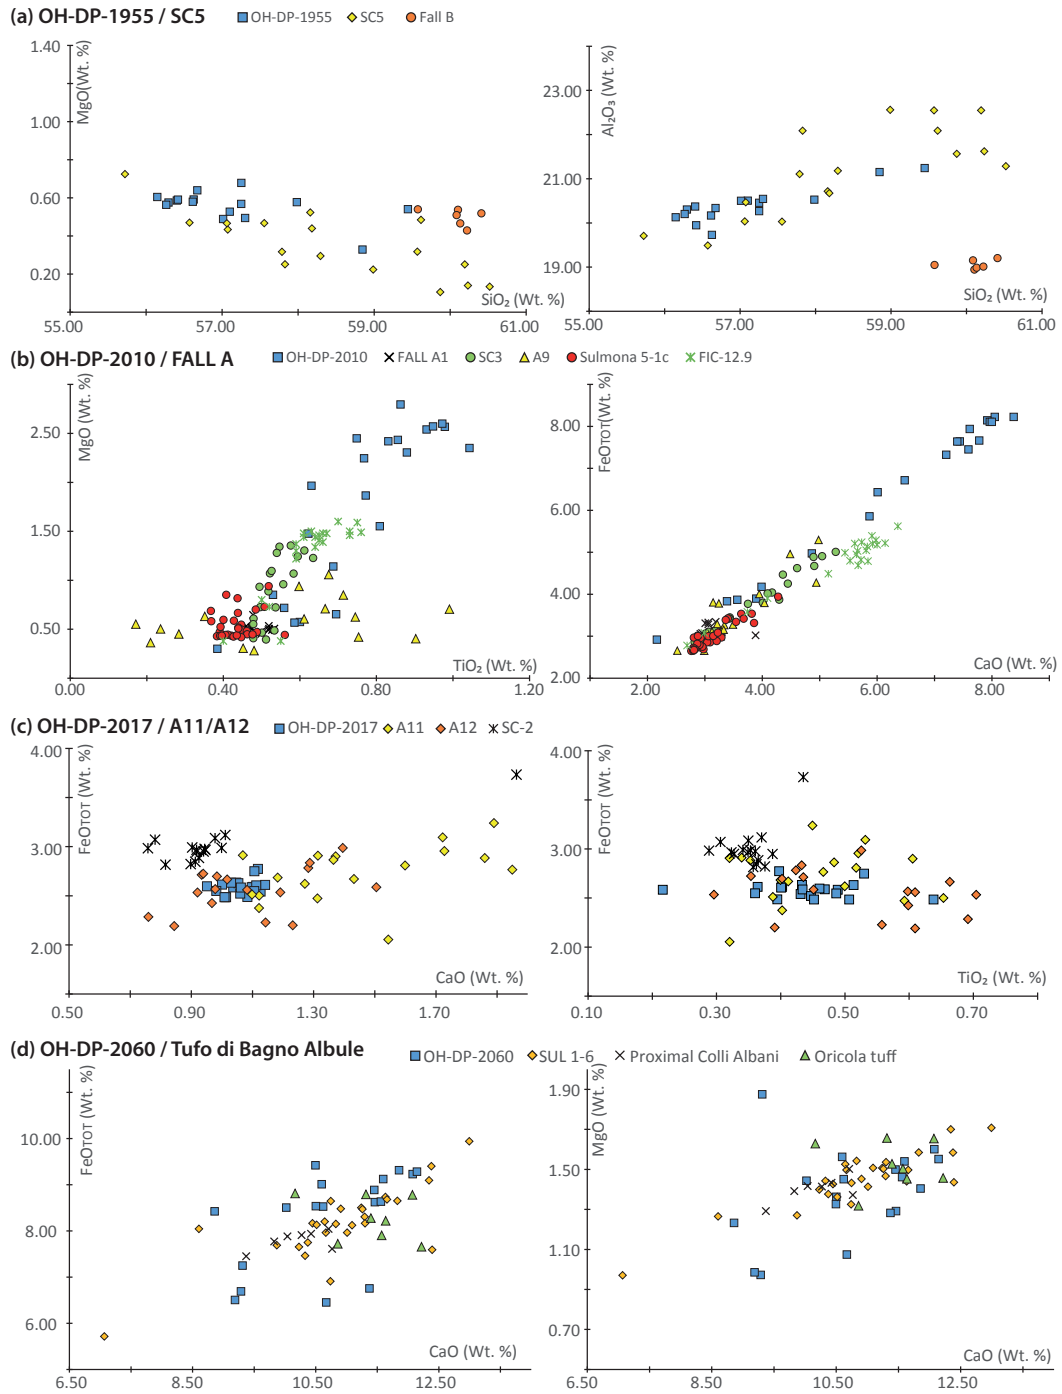 (a) OH-DP-1955 / SC5
OH-DP-1955 SC5 Fall B
1.40
1.00
0.60
0.20
MgO(Wt. %)
SiO₂ (Wt. %)
55.00 57.00 59.00 61.00
23.00
21.00
19.00
Al₂O₃ (Wt. %)
SiO₂ (Wt. %)
55.00 57.00 59.00 61.00
(b) OH-DP-2010 / FALL A
OH-DP-2010 FALL A1 SC3 A9 Sulmona 5-1c FIC-12.9
2.50
1.50
0.50
MgO (Wt. %)
TiO₂ (Wt. %)
0.00 0.40 0.80 1.20
8.00
6.00
4.00
2.00
FeOTOT(Wt. %)
CaO (Wt. %)
2.00 4.00 6.00 8.00
(c) OH-DP-2017 / A11/A12
OH-DP-2017 A11 A12 SC-2
4.00
3.00
2.00
FeOTOT (Wt. %)
CaO (Wt. %)
0.50 0.90 1.30 1.70
4.00
3.00
2.00
FeOTOT (Wt. %)
TiO₂ (Wt. %)
0.10 0.30 0.50 0.70
(d) OH-DP-2060 / Tufo di Bagno Albule
OH-DP-2060 SUL 1-6 Proximal Colli Albani Oricola tuff
10.00
8.00
6.00
FeOTOT (Wt. %)
CaO (Wt. %)
6.50 8.50 10.50 12.50
1.90
1.50
1.10
0.70
MgO (Wt. %)
CaO (Wt. %)
6.50 8.50 10.50 12.50